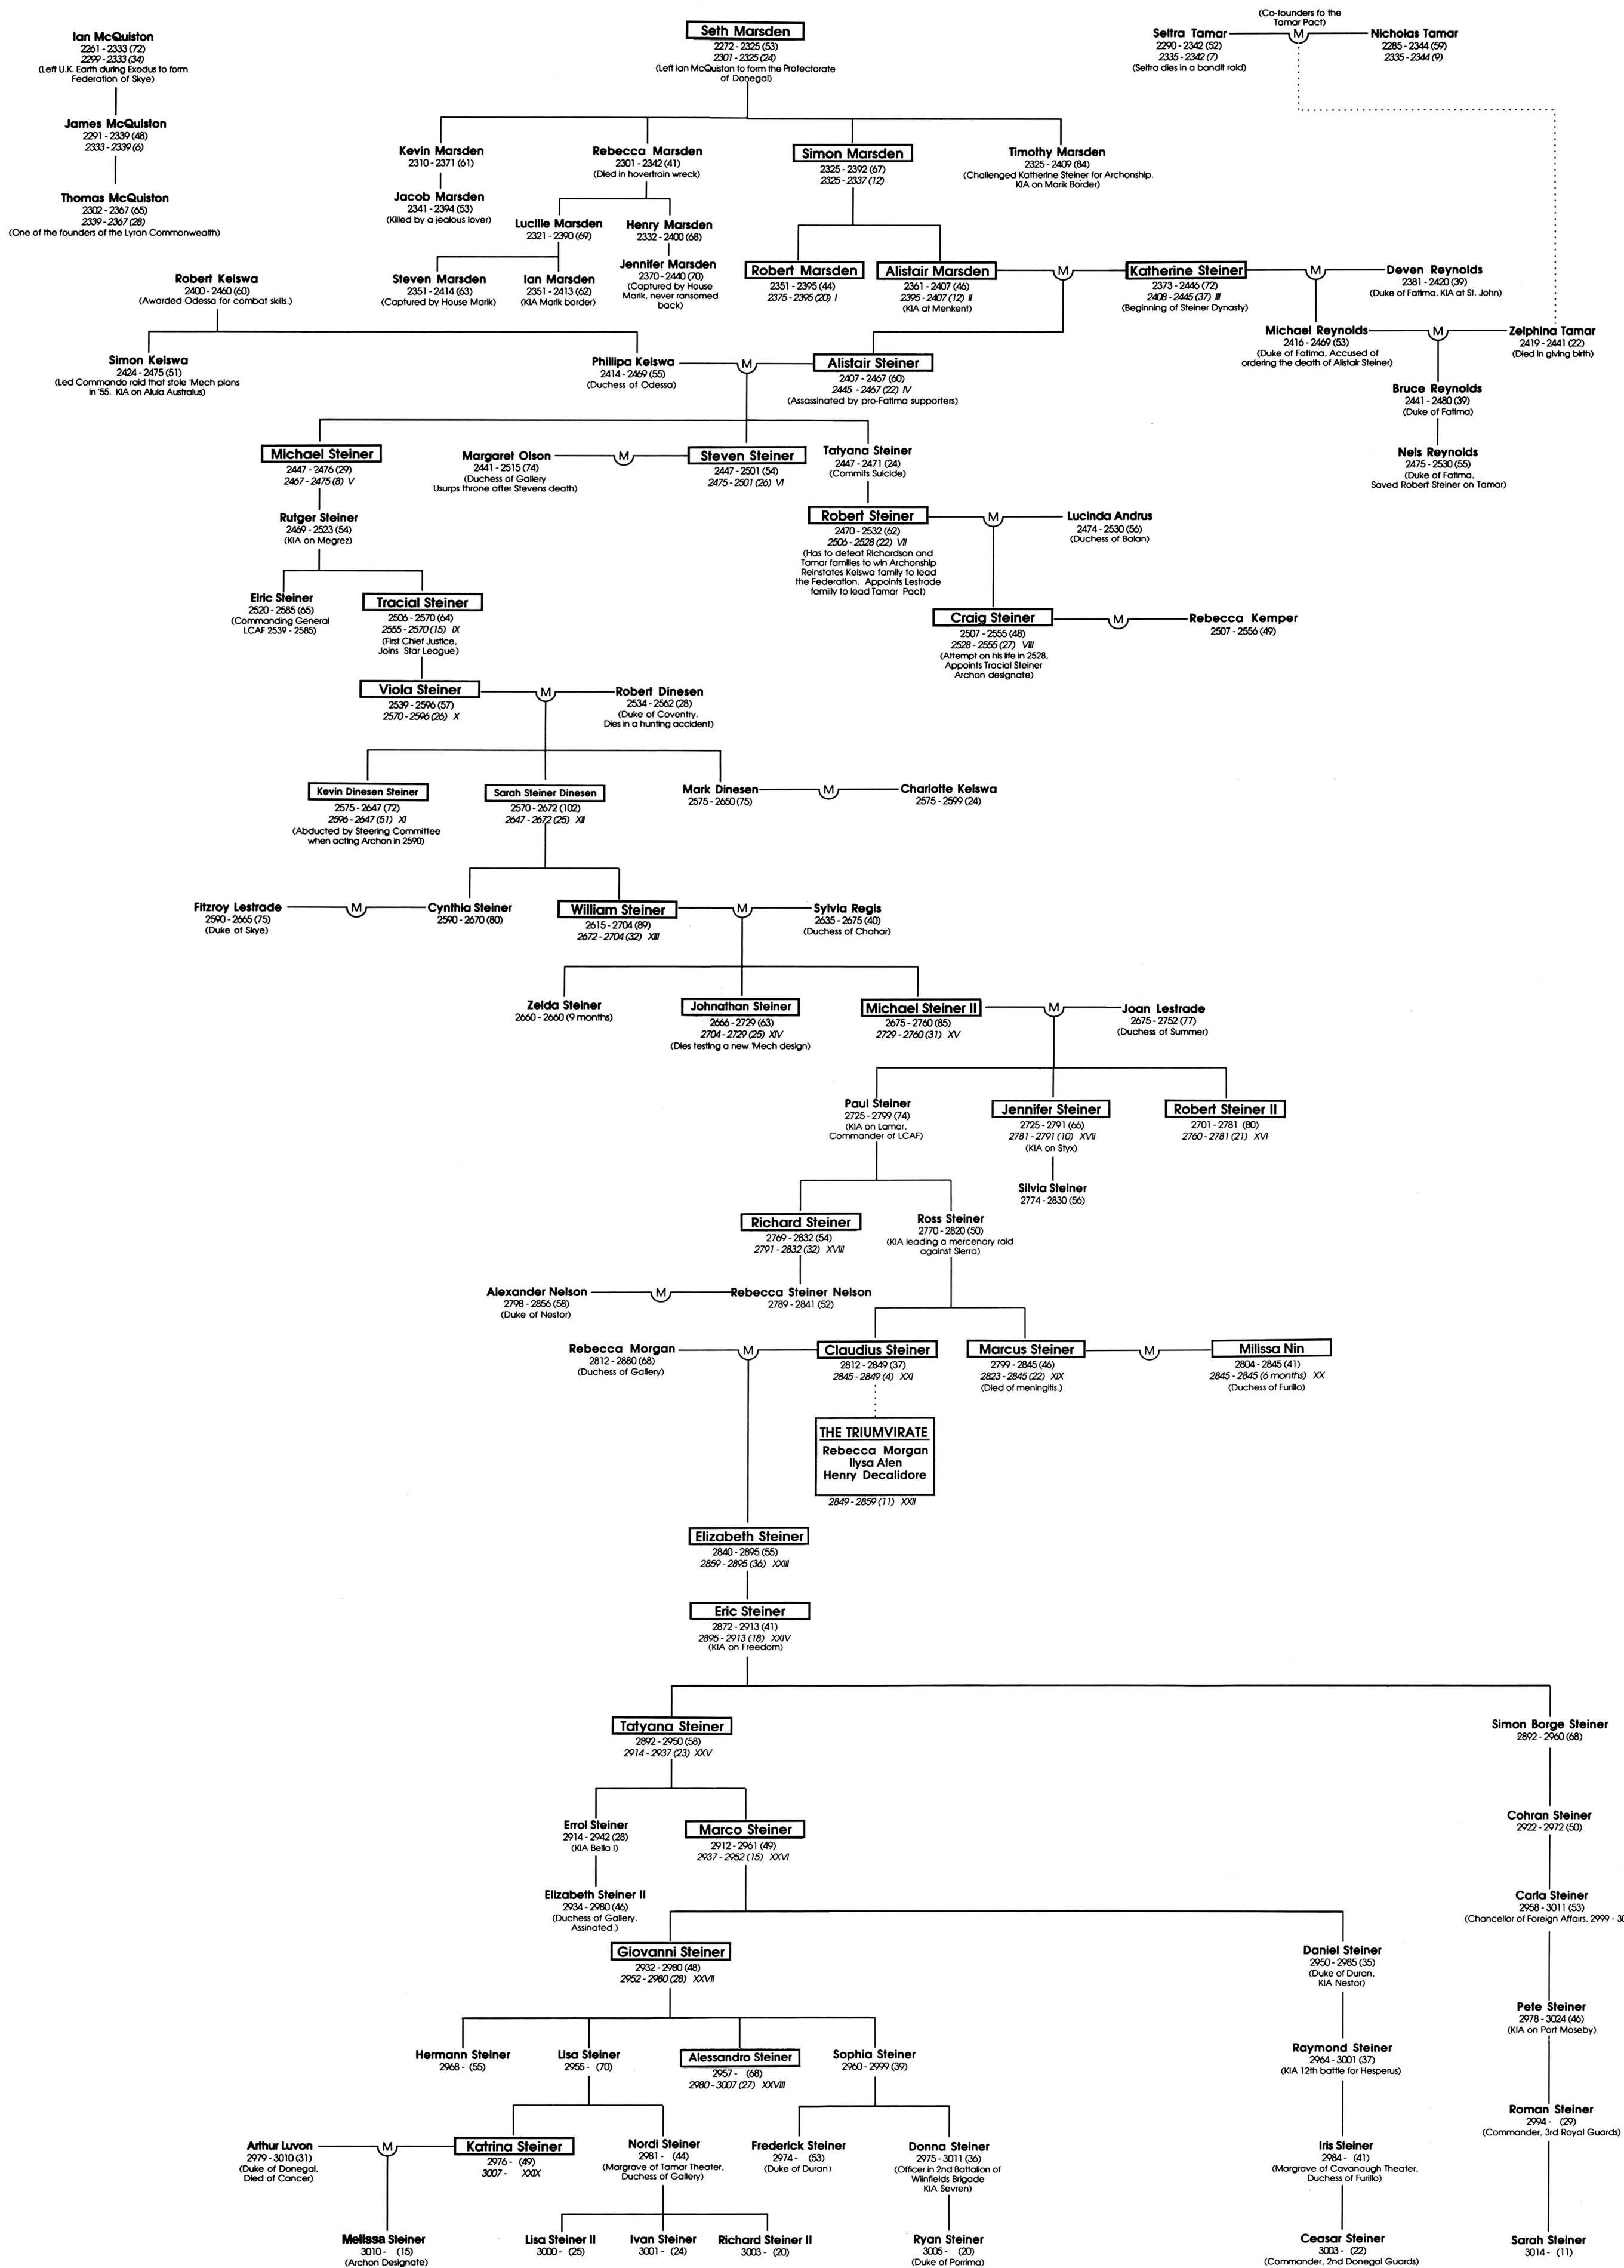 Ian McQuiston
2261 - 2333 (72)
2299 - 2333 (34)
(Left U.K. Earth during Exodus to form
Federation of Skye)
James McQuiston
2291 - 2339 (48)
2333 - 2339 (6)
Thomas McQuiston
2302 - 2367 (65)
2339 - 2367 (28)
(One of the founders of the Lyran Commonwealth)
Seth Marsden
2272 - 2325 (53)
2301 - 2325 (24)
(Left Ian McQuiston to form the Protectorate
of Donegal)
(Co-founders fo the
Tamar Pact)
Seltra Tamar
2290 - 2342 (52)
2335 - 2342 (7)
(Seltra dies in a bandit raid)
M
Nicholas Tamar
2285 - 2344 (59)
2335 - 2344 (9)
Kevin Marsden
2310 - 2371 (61)
Jacob Marsden
2341 - 2394 (53)
(Killed by a jealous lover)
Rebecca Marsden
2301 - 2342 (41)
(Died in hovertrain wreck)
Simon Marsden
2325 - 2392 (67)
2325 - 2337 (12)
Timothy Marsden
2325 - 2409 (84)
(Challenged Katherine Steiner for Archonship.
KIA on Marik Border)
Lucille Marsden
2321 - 2390 (69)
Henry Marsden
2332 - 2400 (68)
Steven Marsden
2351 - 2414 (63)
(Captured by House Marik)
Ian Marsden
2351 - 2413 (62)
(KIA Marik border)
Jennifer Marsden
2370 - 2440 (70)
(Captured by House
Marik, never ransomed
back)
Robert Marsden
2351 - 2395 (44)
2375 - 2395 (20) I
Alistair Marsden
2361 - 2407 (46)
2395 - 2407 (12) II
(KIA at Menkent)
M
Katherine Steiner
2373 - 2446 (72)
2408 - 2445 (37) III
(Beginning of Steiner Dynasty)
M
Deven Reynolds
2381 - 2420 (39)
(Duke of Fatima, KIA at St. John)
Robert Kelswa
2400 - 2460 (60)
(Awarded Odessa for combat skills.)
Simon Kelswa
2424 - 2475 (51)
(Led Commando raid that stole 'Mech plans
in '55. KIA on Alula Australus)
Phillipa Kelswa
2414 - 2469 (55)
(Duchess of Odessa)
M
Alistair Steiner
2407 - 2467 (60)
2445 - 2467 (22) IV
(Assassinated by pro-Fatima supporters)
Michael Reynolds
2416 - 2469 (53)
(Duke of Fatima, Accused of
ordering the death of Alistair Steiner)
M
Zelphina Tamar
2419 - 2441 (22)
(Died in giving birth)
Bruce Reynolds
2441 - 2480 (39)
(Duke of Fatima)
Nels Reynolds
2475 - 2530 (55)
(Duke of Fatima,
Saved Robert Steiner on Tamar)
Michael Steiner
2447 - 2476 (29)
2467 - 2475 (8) V
Margaret Olson
2441 - 2515 (74)
(Duchess of Gallery
Usurps throne after Stevens death)
M
Steven Steiner
2447 - 2501 (54)
2475 - 2501 (26) VI
Tatyana Steiner
2447 - 2471 (24)
(Commits Suicide)
Rutger Steiner
2469 - 2523 (54)
(KIA on Megrez)
Robert Steiner
2470 - 2532 (62)
2506 - 2528 (22) VII
(Has to defeat Richardson and
Tamar families to win Archonship
Reinstates Kelswa family to lead
the Federation. Appoints Lestrade
family to lead Tamar Pact)
M
Lucinda Andrus
2474 - 2530 (56)
(Duchess of Balan)
Elric Steiner
2520 - 2585 (65)
(Commanding General
LCAF 2539 - 2585)
Tracial Steiner
2506 - 2570 (64)
2555 - 2570 (15) IX
(First Chief Justice,
Joins Star League)
Craig Steiner
2507 - 2555 (48)
2528 - 2555 (27) VIII
(Attempt on his life in 2528,
Appoints Tracial Steiner
Archon designate)
M
Rebecca Kemper
2507 - 2556 (49)
Viola Steiner
2539 - 2596 (57)
2570 - 2596 (26) X
M
Robert Dinesen
2534 - 2562 (28)
(Duke of Coventry.
Dies in a hunting accident)
Kevin Dinesen Steiner
2575 - 2647 (72)
2596 - 2647 (51) XI
(Abducted by Steering Committee
when acting Archon in 2590)
Sarah Steiner Dinesen
2570 - 2672 (102)
2647 - 2672 (25) XII
Mark Dinesen
2575 - 2650 (75)
M
Charlotte Kelswa
2575 - 2599 (24)
Fitzroy Lestrade
2590 - 2665 (75)
(Duke of Skye)
M
Cynthia Steiner
2590 - 2670 (80)
William Steiner
2615 - 2704 (89)
2672 - 2704 (32) XIII
M
Sylvia Regis
2635 - 2675 (40)
(Duchess of Chahar)
Zelda Steiner
2660 - 2660 (9 months)
Johnathan Steiner
2666 - 2729 (63)
2704 - 2729 (25) XIV
(Dies testing a new 'Mech design)
Michael Steiner II
2675 - 2760 (85)
2729 - 2760 (31) XV
M
Joan Lestrade
2675 - 2752 (77)
(Duchess of Summer)
Paul Steiner
2725 - 2799 (74)
(KIA on Lamar,
Commander of LCAF)
Jennifer Steiner
2725 - 2791 (66)
2781 - 2791 (10) XVII
(KIA on Styx)
Robert Steiner II
2701 - 2781 (80)
2760 - 2781 (21) XVI
Silvia Steiner
2774 - 2830 (56)
Richard Steiner
2769 - 2832 (54)
2791 - 2832 (32) XVIII
Ross Steiner
2770 - 2820 (50)
(KIA leading a mercenary raid
against Sierra)
Alexander Nelson
2798 - 2856 (58)
(Duke of Nestor)
M
Rebecca Steiner Nelson
2789 - 2841 (52)
Rebecca Morgan
2812 - 2880 (68)
(Duchess of Gallery)
M
Claudius Steiner
2812 - 2849 (37)
2845 - 2849 (4) XXI
Marcus Steiner
2799 - 2845 (46)
2823 - 2845 (22) XIX
(Died of meningitis.)
M
Milissa Nin
2804 - 2845 (41)
2845 - 2845 (6 months) XX
(Duchess of Furillo)
THE TRIUMVIRATE
Rebecca Morgan
Ilysa Aten
Henry Decalidore
2849 - 2859 (11) XXII
Elizabeth Steiner
2840 - 2895 (55)
2859 - 2895 (36) XXIII
Eric Steiner
2872 - 2913 (41)
2895 - 2913 (18) XXIV
(KIA on Freedom)
Tatyana Steiner
2892 - 2950 (58)
2914 - 2937 (23) XXV
Simon Borge Steiner
2892 - 2960 (68)
Errol Steiner
2914 - 2942 (28)
(KIA Bella I)
Marco Steiner
2912 - 2961 (49)
2937 - 2952 (15) XXVI
Cohran Steiner
2922 - 2972 (50)
Elizabeth Steiner II
2934 - 2980 (46)
(Duchess of Gallery.
Assinated.)
Carla Steiner
2958 - 3011 (53)
(Chancellor of Foreign Affairs, 2999 - 30
Giovanni Steiner
2932 - 2980 (48)
2952 - 2980 (28) XXVII
Daniel Steiner
2950 - 2985 (35)
(Duke of Duran,
KIA Nestor)
Pete Steiner
2978 - 3024 (46)
(KIA on Port Moseby)
Hermann Steiner
2968 - (55)
Lisa Steiner
2955 - (70)
Alessandro Steiner
2957 - (68)
2980 - 3007 (27) XXVIII
Sophia Steiner
2960 - 2999 (39)
Raymond Steiner
2964 - 3001 (37)
(KIA 12th battle for Hesperus)
Roman Steiner
2994 - (29)
(Commander, 3rd Royal Guards)
Arthur Luvon
2979 - 3010 (31)
(Duke of Donegal,
Died of Cancer)
M
Katrina Steiner
2976 - (49)
3007 - XXIX
Nordi Steiner
2981 - (44)
(Margrave of Tamar Theater,
Duchess of Gallery)
Frederick Steiner
2974 - (53)
(Duke of Duran)
Donna Steiner
2975 - 3011 (36)
(Officer in 2nd Battalion of
Wiinfields Brigade
KIA Sevren)
Iris Steiner
2984 - (41)
(Margrave of Cavanaugh Theater,
Duchess of Furillo)
Melissa Steiner
3010 - (15)
(Archon Designate)
Lisa Steiner II
3000 - (25)
Ivan Steiner
3001 - (24)
Richard Steiner II
3003 - (20)
Ryan Steiner
3005 - (20)
(Duke of Porrima)
Ceasar Steiner
3003 - (22)
(Commander, 2nd Donegal Guards)
Sarah Steiner
3014 - (11)